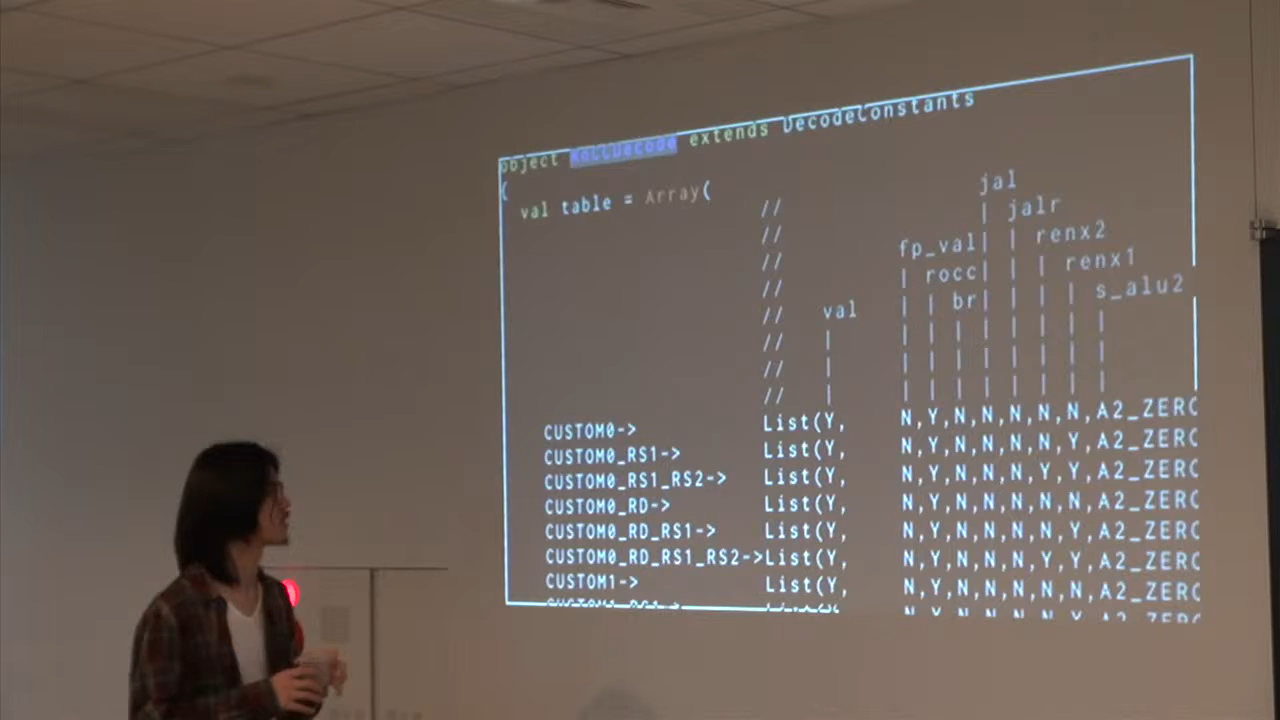 object RoCCDecode extends DecodeConstants
{
val table = Array(
// jal
// | jalr
// fp_val| | renx2
// | rocc| | | renx1
// val | | br| | | | s_alu2
// | | | | | | | | |
// | | | | | | | | |
// | | | | | | | | |
CUSTOM0-> List(Y, N,Y,N,N,N,N,N,A2_ZERO
CUSTOM0_RS1-> List(Y, N,Y,N,N,N,N,Y,A2_ZERO
CUSTOM0_RS1_RS2-> List(Y, N,Y,N,N,N,Y,Y,A2_ZERO
CUSTOM0_RD-> List(Y, N,Y,N,N,N,N,N,A2_ZERO
CUSTOM0_RD_RS1-> List(Y, N,Y,N,N,N,N,Y,A2_ZERO
CUSTOM0_RD_RS1_RS2->List(Y, N,Y,N,N,N,Y,Y,A2_ZERO
CUSTOM1-> List(Y, N,Y,N,N,N,N,N,A2_ZERO